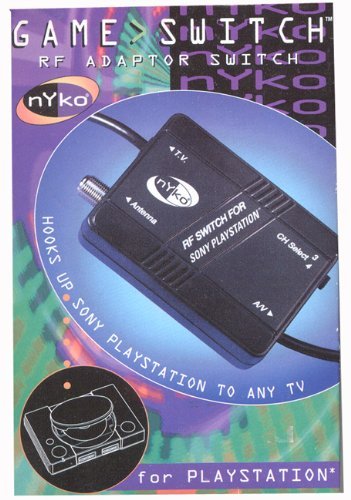 GAME>SWITCH™
RF ADAPTOR SWITCH
nYko
nYko
nYko
nYko®
◄T.V.
nYko
◄Antenna
RF SWITCH FOR
SONY PLAYSTATION
CH Select
3
4
A/V►
HOOKS UP SONY PLAYSTATION TO ANY TV
for PLAYSTATION*